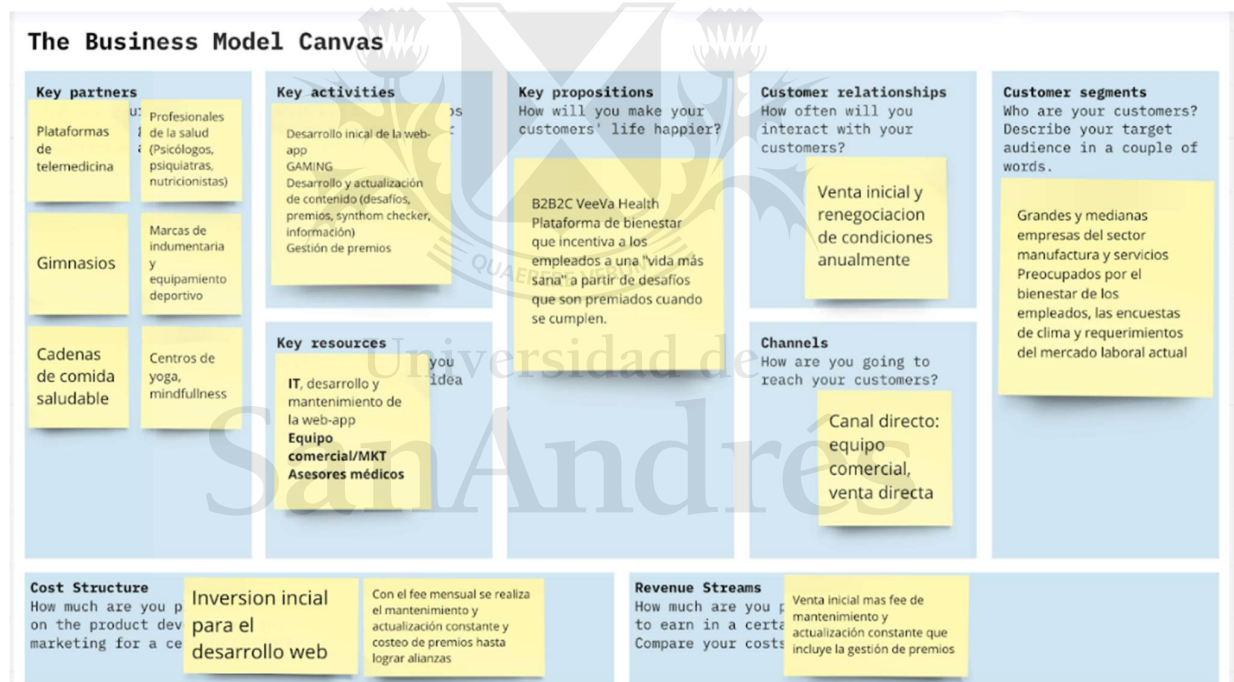 The Business Model Canvas
Key partners
Plataformas
de
telemedicina
Profesionales
de la salud
(Psicólogos,
psiquiatras,
nutricionistas)
Gimnasios
Marcas de
indumentaria
y
equipamiento
deportivo
Cadenas
de comida
saludable
Centros de
yoga,
mindfullness
Key activities
Desarrollo inical de la web-
app
GAMING
Desarrollo y actualización
de contenido (desafíos,
premios, synthom checker,
información)
Gestión de premios
Key resources
you
idea
IT, desarrollo y
mantenimiento de
la web-app
Equipo
comercial/MKT
Asesores médicos
Key propositions
How will you make your
customers' life happier?
B2B2C VeeVa Health
Plataforma de bienestar
que incentiva a los
empleados a una "vida más
sana" a partir de desafíos
que son premiados cuando
se cumplen.
Customer relationships
How often will you
interact with your
customers?
Venta inicial y
renegociacion
de condiciones
anualmente
Channels
How are you going to
reach your customers?
Canal directo:
equipo
comercial,
venta directa
Customer segments
Who are your customers?
Describe your target
audience in a couple of
words.
Grandes y medianas
empresas del sector
manufactura y servicios
Preocupados por el
bienestar de los
empleados, las encuestas
de clima y requerimientos
del mercado laboral actual
Cost Structure
How much are you p
on the product dev
marketing for a ce
Inversion incial
para el
desarrollo web
Con el fee mensual se realiza
el mantenimiento y
actualización constante y
costeo de premios hasta
lograr alianzas
Revenue Streams
How much are you p
to earn in a certa
Compare your costs
Venta inicial mas fee de
mantenimiento y
actualización constante que
incluye la gestión de premios
QUAERERE VERUM
Universidad de
SanAndrés